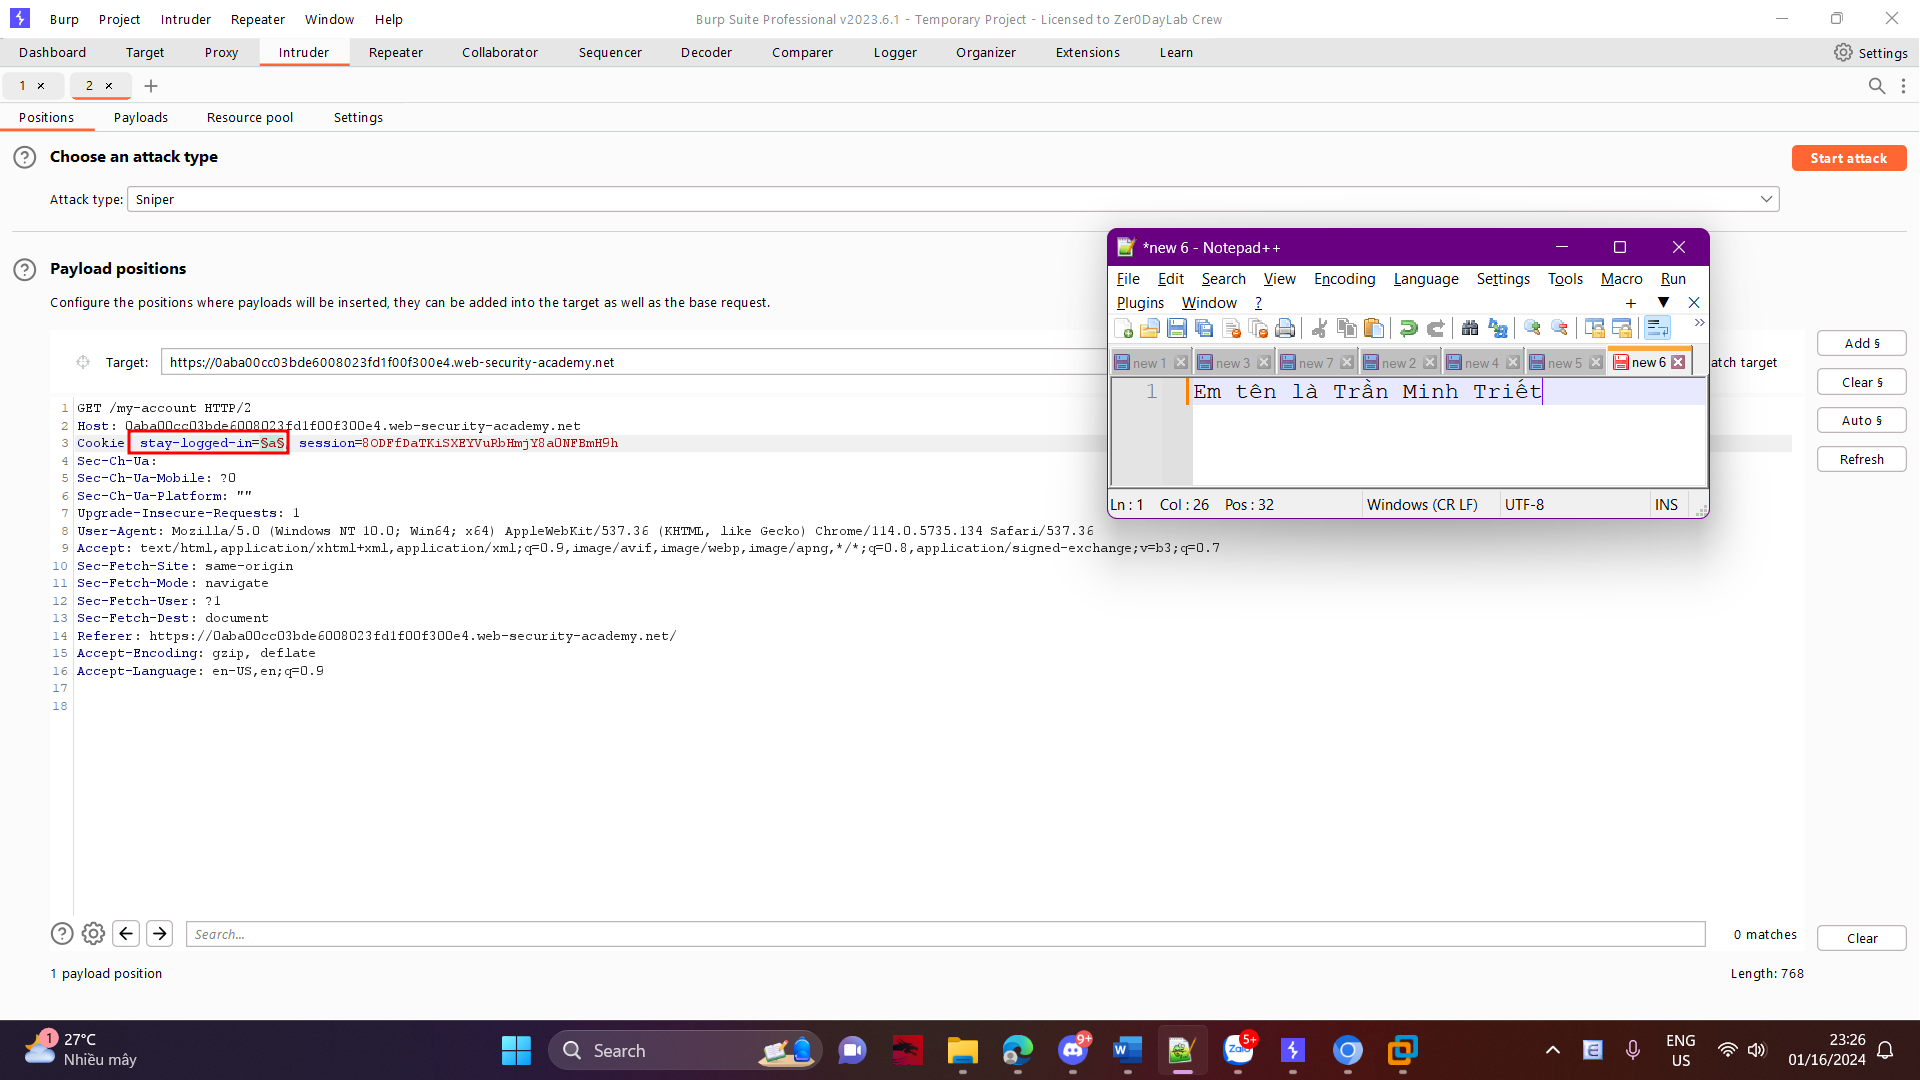 Burp Project Intruder Repeater Window Help
Burp Suite Professional v2023.6.1 - Temporary Project - Licensed to Zer0DayLab Crew
Dashboard Target Proxy Intruder Repeater Collaborator Sequencer Decoder Comparer Logger Organizer Extensions Learn
Settings
1 × 2 × +
Positions Payloads Resource pool Settings
? Choose an attack type
Start attack
Attack type: Sniper
? Payload positions
Configure the positions where payloads will be inserted, they can be added into the target as well as the base request.
Target: https://0aba00cc03bde6008023fd1f00f300e4.web-security-academy.net
atch target
Add §
Clear §
Auto §
Refresh
1 GET /my-account HTTP/2
2 Host: 0aba00cc03bde6008023fd1f00f300e4.web-security-academy.net
3 Cookie stay-logged-in=§a§; session=8ODFfDaTKiSXEYVuRbHmjY8a0NFBmH9h
4 Sec-Ch-Ua:
5 Sec-Ch-Ua-Mobile: ?0
6 Sec-Ch-Ua-Platform: ""
7 Upgrade-Insecure-Requests: 1
8 User-Agent: Mozilla/5.0 (Windows NT 10.0; Win64; x64) AppleWebKit/537.36 (KHTML, like Gecko) Chrome/114.0.5735.134 Safari/537.36
9 Accept: text/html,application/xhtml+xml,application/xml;q=0.9,image/avif,image/webp,image/apng,*/*;q=0.8,application/signed-exchange;v=b3;q=0.7
10 Sec-Fetch-Site: same-origin
11 Sec-Fetch-Mode: navigate
12 Sec-Fetch-User: ?1
13 Sec-Fetch-Dest: document
14 Referer: https://0aba00cc03bde6008023fd1f00f300e4.web-security-academy.net/
15 Accept-Encoding: gzip, deflate
16 Accept-Language: en-US,en;q=0.9
17
18
*new 6 - Notepad++
File Edit Search View Encoding Language Settings Tools Macro Run
Plugins Window ?
new 1 new 3 new 7 new 2 new 4 new 5 new 6
1 Em tên là Trần Minh Triết
Ln : 1 Col : 26 Pos : 32 Windows (CR LF) UTF-8 INS
Search...
0 matches
Clear
1 payload position
Length: 768
1
27°C
Nhiều mây
Search
9+
Zalo
5+
ENG
US
23:26
01/16/2024